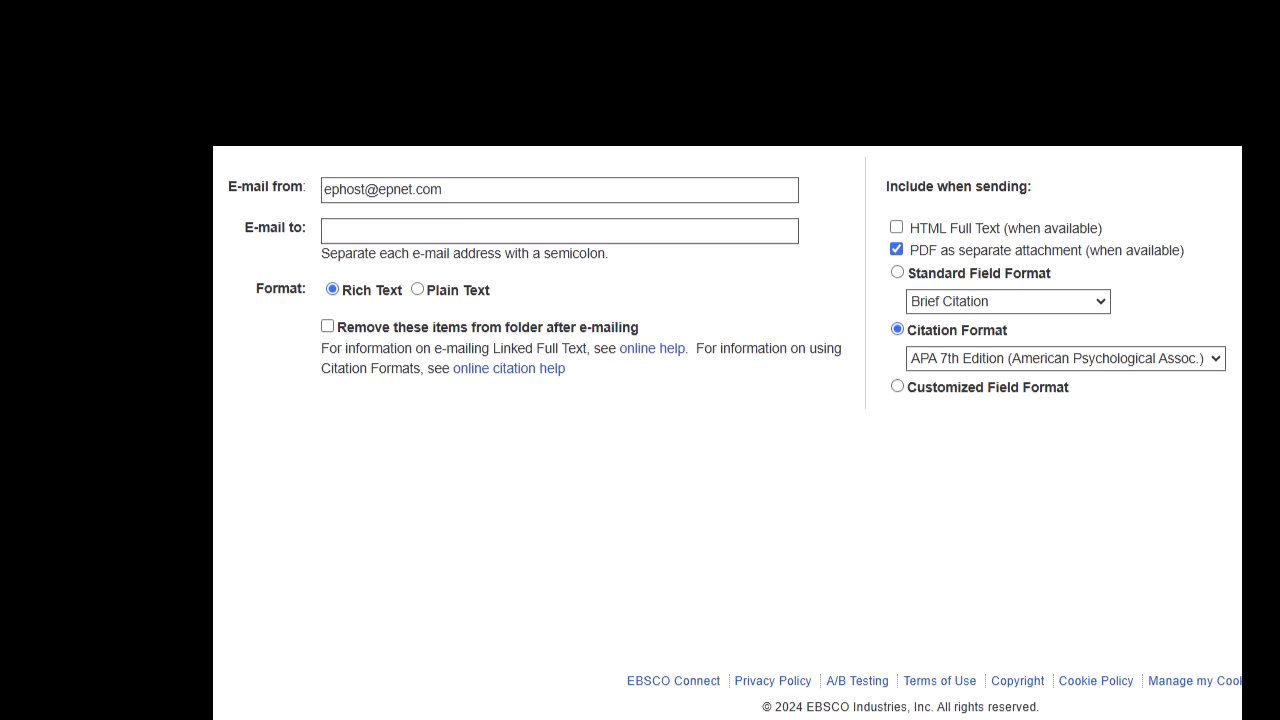 E-mail from: ephost@epnet.com
E-mail to:
Separate each e-mail address with a semicolon.
Format: Rich Text Plain Text
Remove these items from folder after e-mailing
For information on e-mailing Linked Full Text, see online help. For information on using
Citation Formats, see online citation help
Include when sending:
HTML Full Text (when available)
PDF as separate attachment (when available)
Standard Field Format
Brief Citation
Citation Format
APA 7th Edition (American Psychological Assoc.)
Customized Field Format
EBSCO Connect Privacy Policy A/B Testing Terms of Use Copyright Cookie Policy Manage my
© 2024 EBSCO Industries, Inc. All rights reserved.